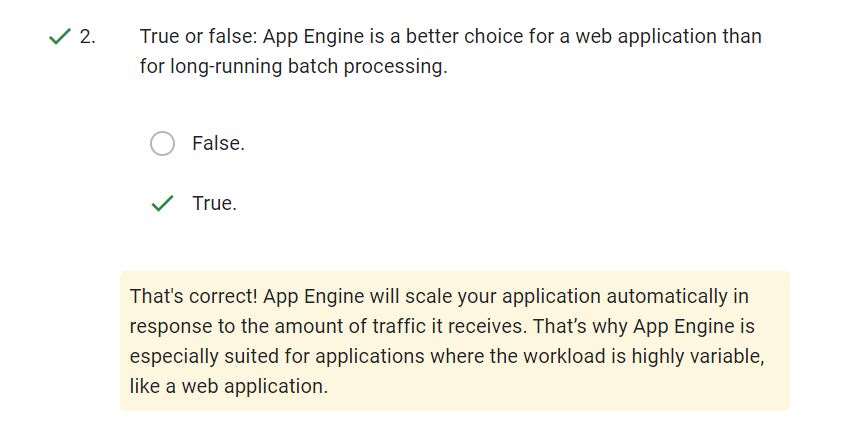 2. True or false: App Engine is a better choice for a web application than
for long-running batch processing.
False.
True.
That's correct! App Engine will scale your application automatically in
response to the amount of traffic it receives. That’s why App Engine is
especially suited for applications where the workload is highly variable,
like a web application.